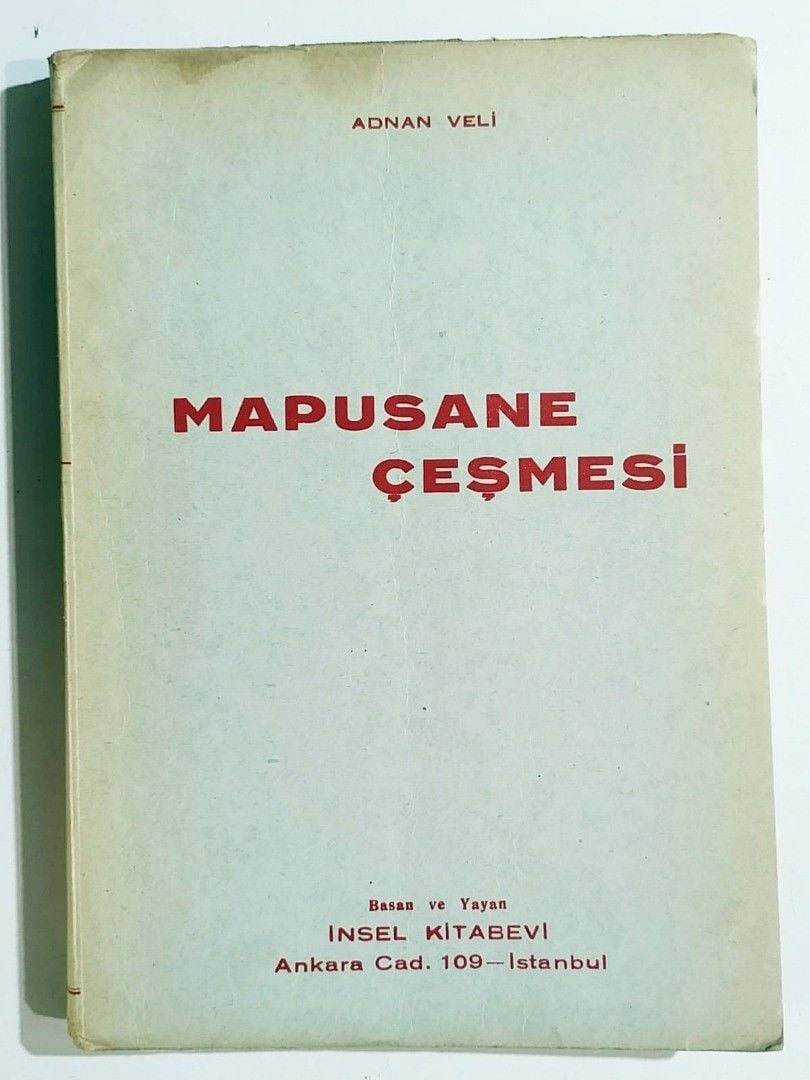 ADNAN VELİ
MAPUSANE
ÇEŞMESİ
Basan ve Yayan
İNSEL KİTABEVİ
Ankara Cad. 109—İstanbul